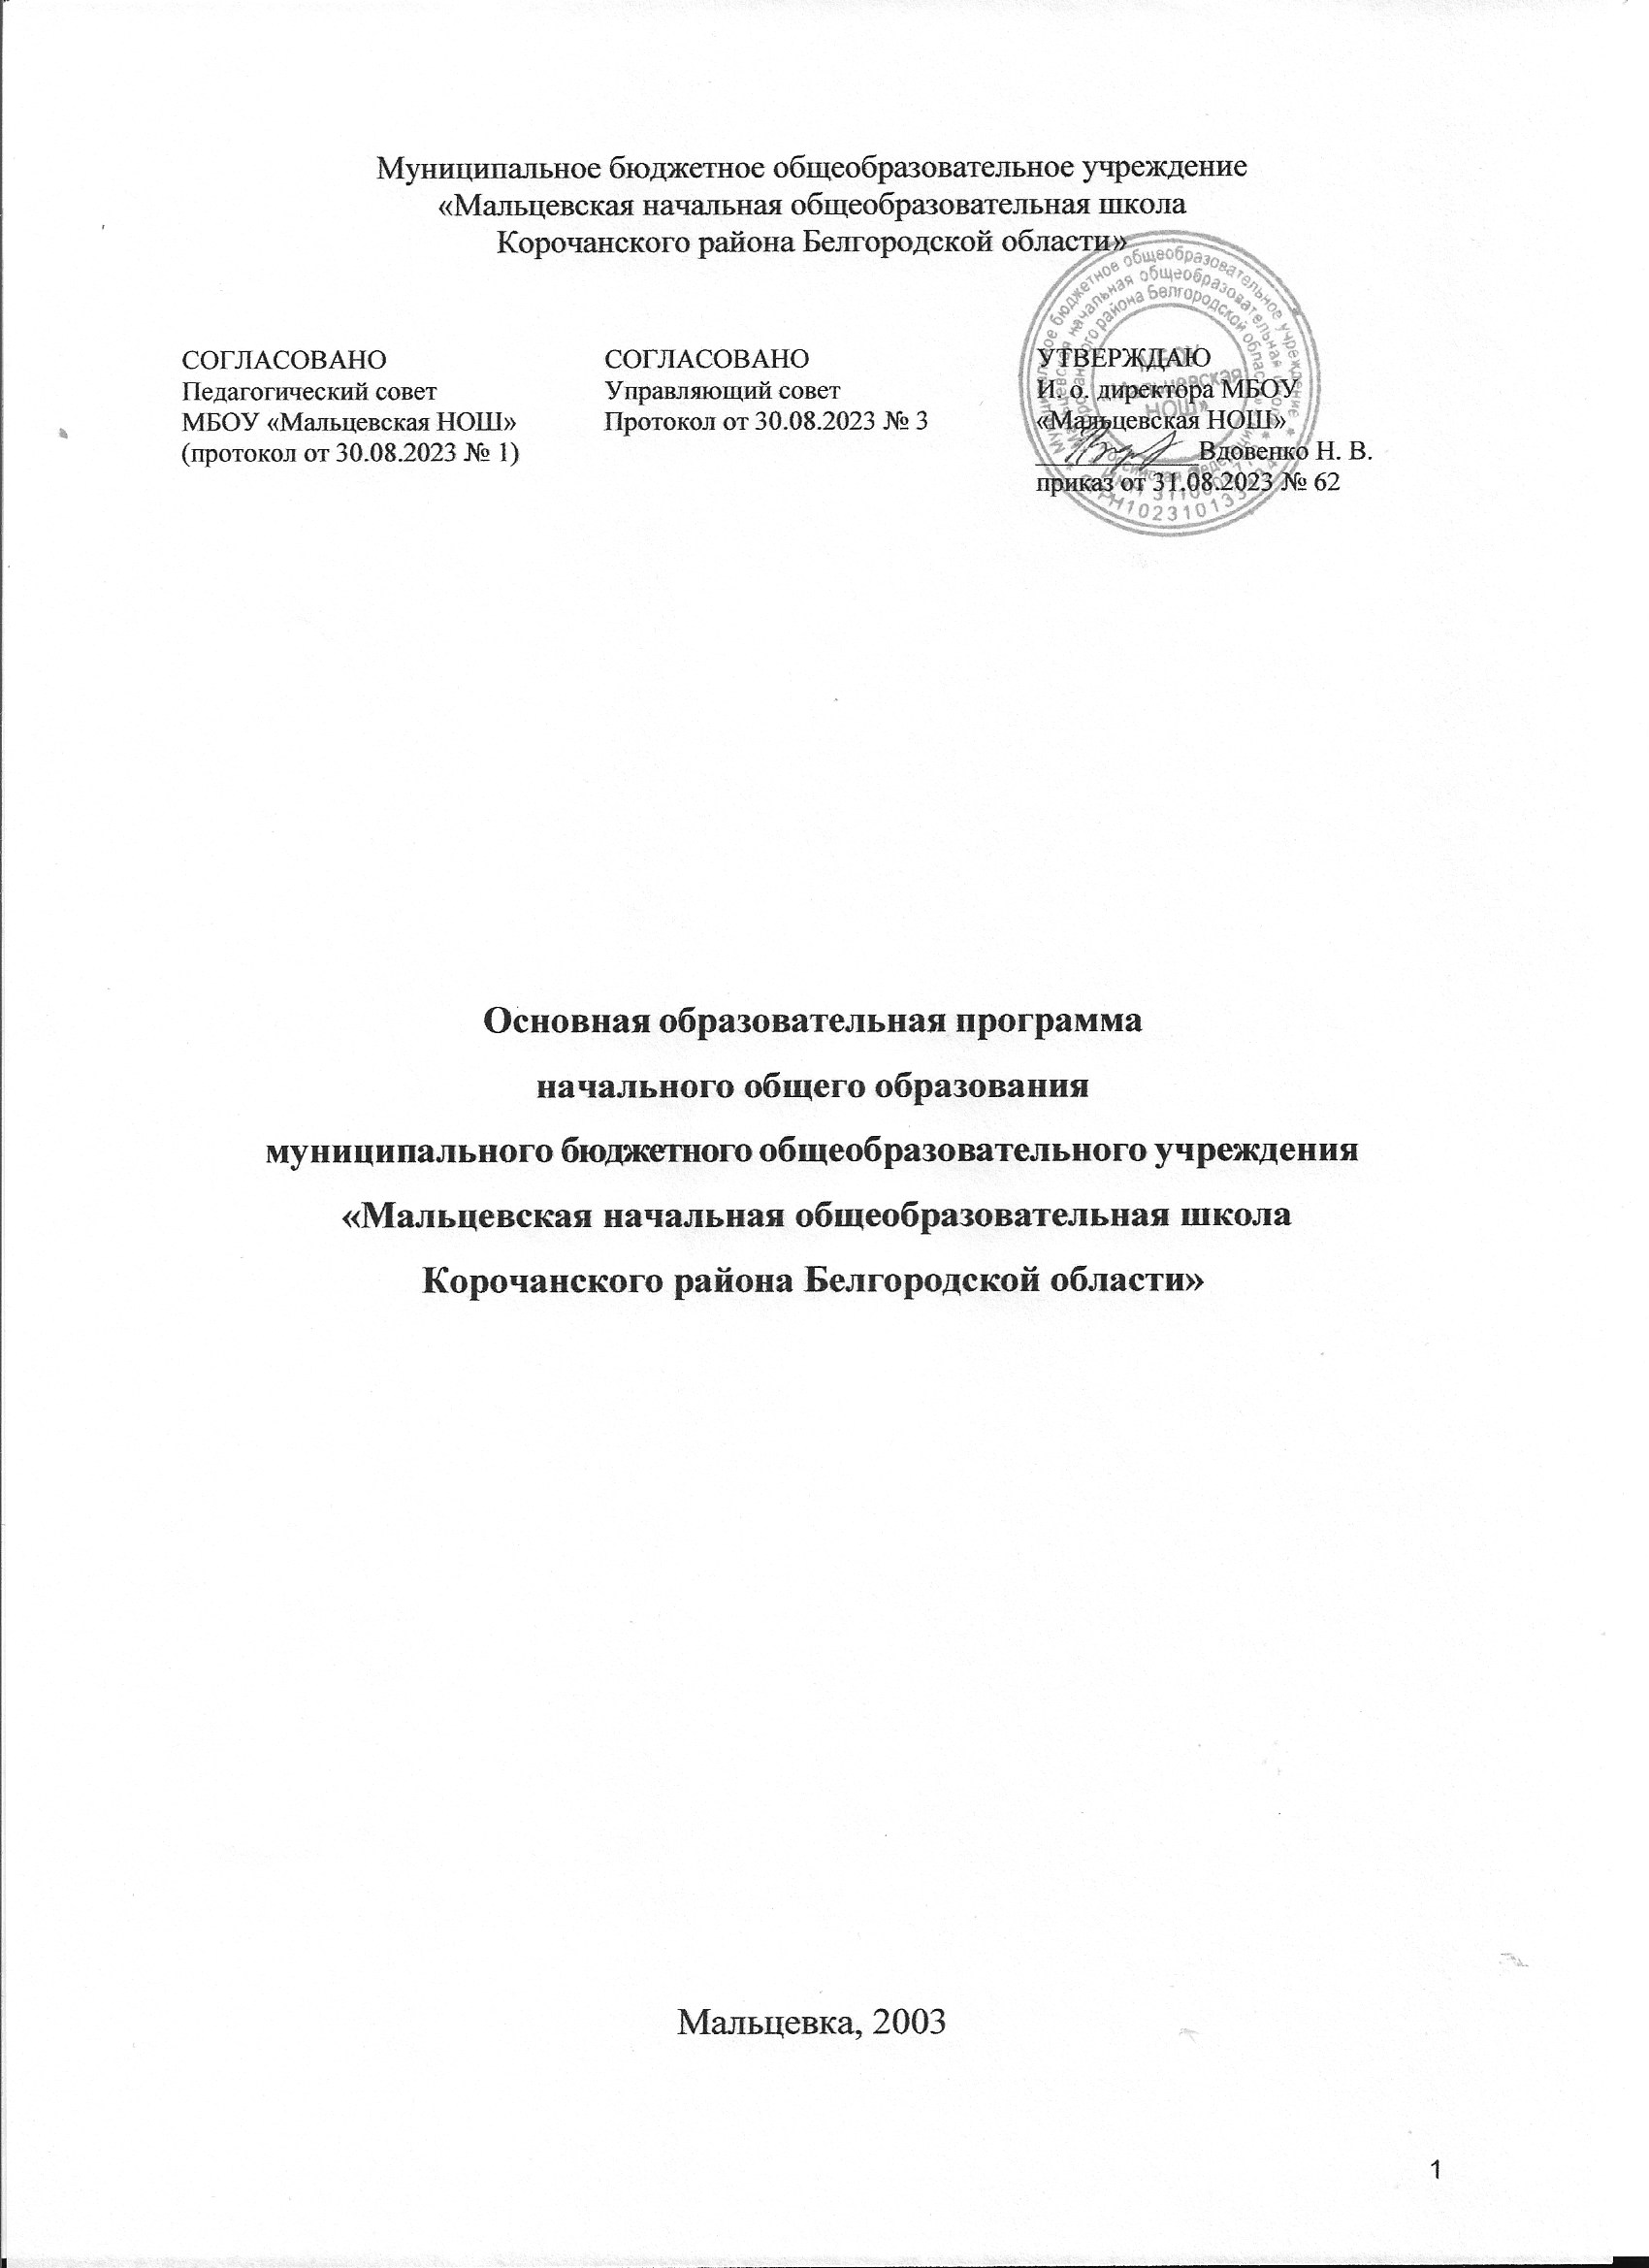 Муниципальное бюджетное общеобразовательное учреждение
«Мальцевская начальная общеобразовательная школа
Корочанского района Белгородской области»
СОГЛАСОВАНО
Педагогический совет
МБОУ «Мальцевская НОШ»
(протокол от 30.08.2023 № 1)
СОГЛАСОВАНО
Управляющий совет
Протокол от 30.08.2023 № 3
УТВЕРЖДАЮ
И. о. директора МБОУ
«Мальцевская НОШ»
Вдовенко Н. В.
приказ от 31.08.2023 № 62
Основная образовательная программа
начального общего образования
муниципального бюджетного общеобразовательного учреждения
«Мальцевская начальная общеобразовательная школа
Корочанского района Белгородской области»
Мальцевка, 2003
1